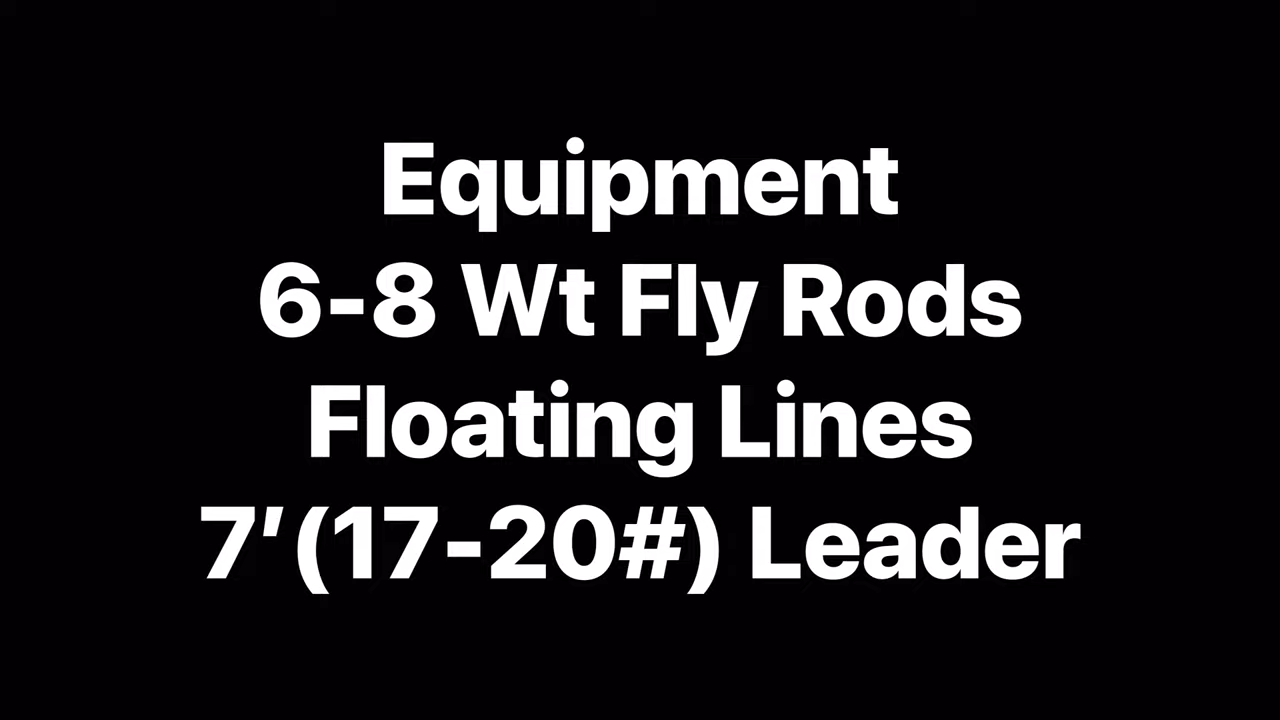 Equipment
6-8 Wt Fly Rods
Floating Lines
7′(17-20#) Leader